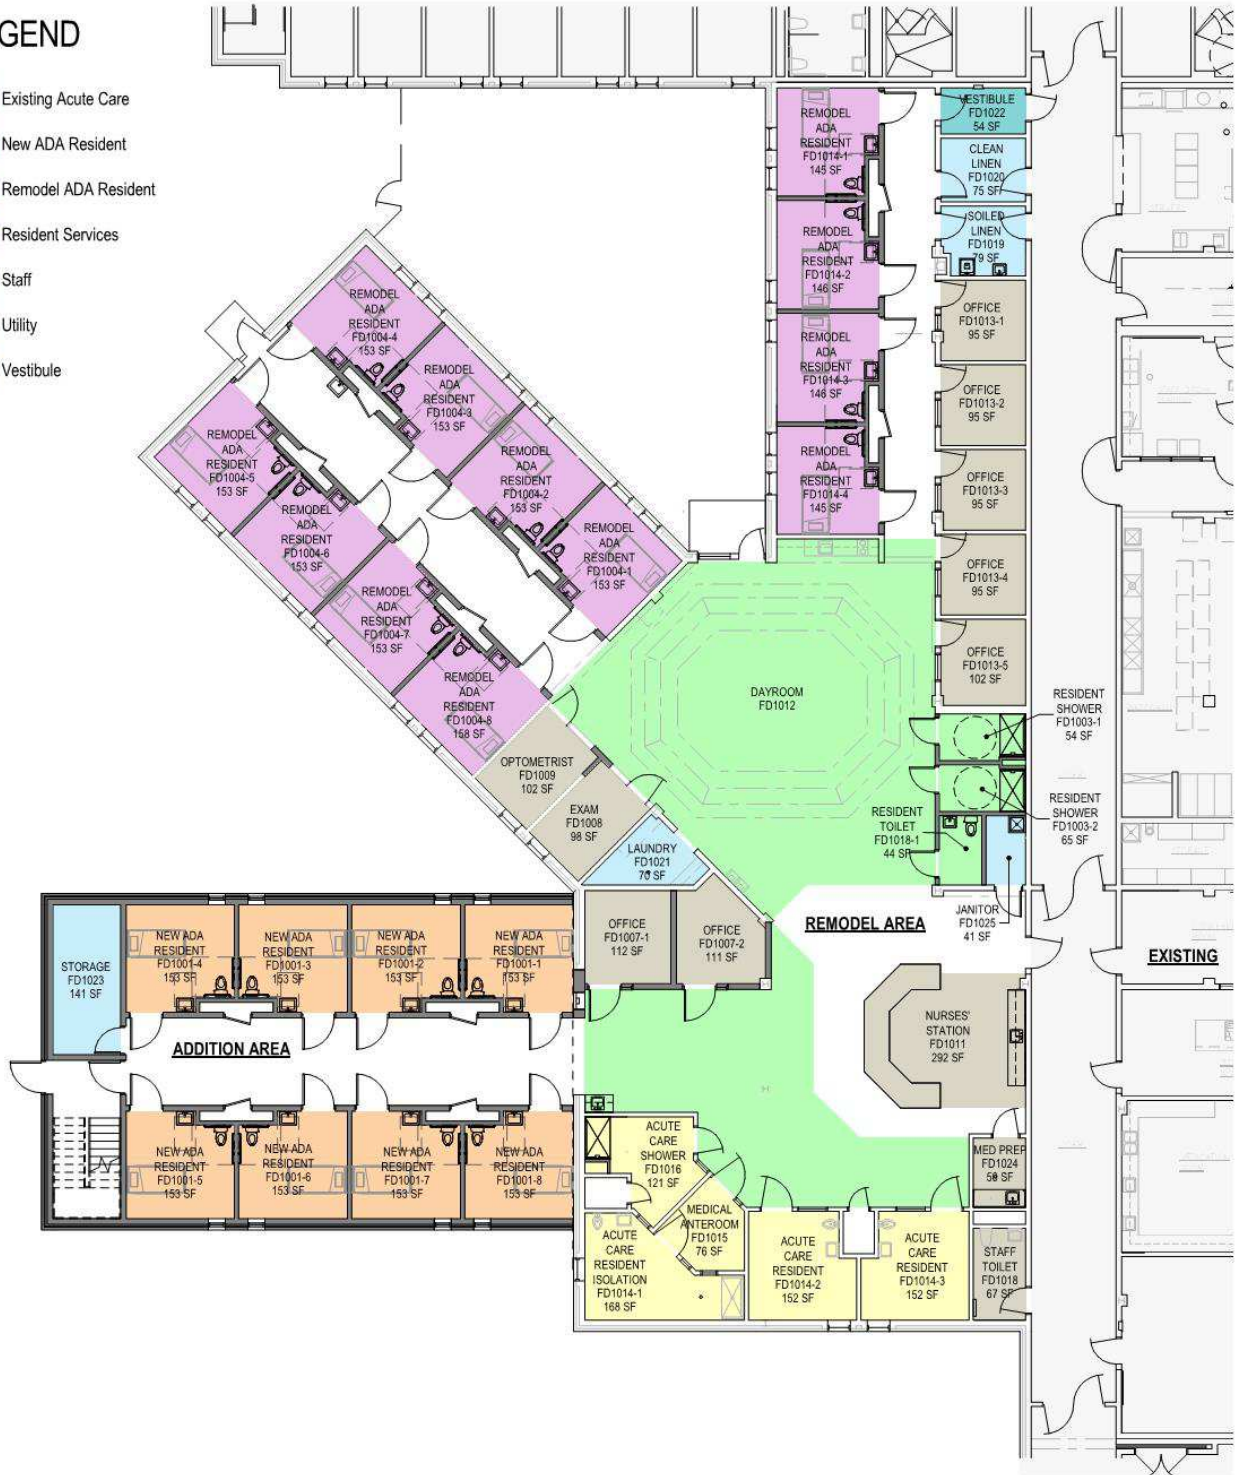 GEND
Existing Acute Care
New ADA Resident
Remodel ADA Resident
Resident Services
Staff
Utility
Vestibule
REMODEL
ADA
RESIDENT
FD1014-1
145 SF
VESTIBULE
FD1022
54 SF
CLEAN
LINEN
FD1020
75 SF
SOILED
LINEN
FD1019
79 SF
REMODEL
ADA
RESIDENT
FD1014-2
146 SF
REMODEL
ADA
RESIDENT
FD1014-3
146 SF
REMODEL
ADA
RESIDENT
FD1014-4
145 SF
OFFICE
FD1013-1
95 SF
OFFICE
FD1013-2
95 SF
OFFICE
FD1013-3
95 SF
OFFICE
FD1013-4
95 SF
OFFICE
FD1013-5
102 SF
REMODEL
ADA
RESIDENT
FD1004-4
153 SF
REMODEL
ADA
RESIDENT
FD1004-3
153 SF
REMODEL
ADA
RESIDENT
FD1004-2
153 SF
REMODEL
ADA
RESIDENT
FD1004-1
153 SF
REMODEL
ADA
RESIDENT
FD1004-5
153 SF
REMODEL
ADA
RESIDENT
FD1004-6
153 SF
REMODEL
ADA
RESIDENT
FD1004-7
153 SF
REMODEL
ADA
RESIDENT
FD1004-8
158 SF
DAYROOM
FD1012
RESIDENT
SHOWER
FD1003-1
54 SF
RESIDENT
SHOWER
FD1003-2
65 SF
RESIDENT
TOILET
FD1018-1
44 SF
OPTOMETRIST
FD1009
102 SF
EXAM
FD1008
98 SF
LAUNDRY
FD1021
70 SF
OFFICE
FD1007-1
112 SF
OFFICE
FD1007-2
111 SF
REMODEL AREA
JANITOR
FD1025
41 SF
EXISTING
NURSES'
STATION
FD1011
292 SF
STORAGE
FD1023
141 SF
NEW ADA
RESIDENT
FD1001-4
153 SF
NEW ADA
RESIDENT
FD1001-3
153 SF
NEW ADA
RESIDENT
FD1001-2
153 SF
NEW ADA
RESIDENT
FD1001-1
153 SF
ADDITION AREA
NEW ADA
RESIDENT
FD1001-5
153 SF
NEW ADA
RESIDENT
FD1001-6
153 SF
NEW ADA
RESIDENT
FD1001-7
153 SF
NEW ADA
RESIDENT
FD1001-8
153 SF
ACUTE
CARE
SHOWER
FD1016
121 SF
MEDICAL
ANTEROOM
FD1015
76 SF
ACUTE
CARE
RESIDENT
ISOLATION
FD1014-1
168 SF
ACUTE
CARE
RESIDENT
FD1014-2
152 SF
ACUTE
CARE
RESIDENT
FD1014-3
152 SF
MED PREP
FD1024
58 SF
STAFF
TOILET
FD1018
67 SF